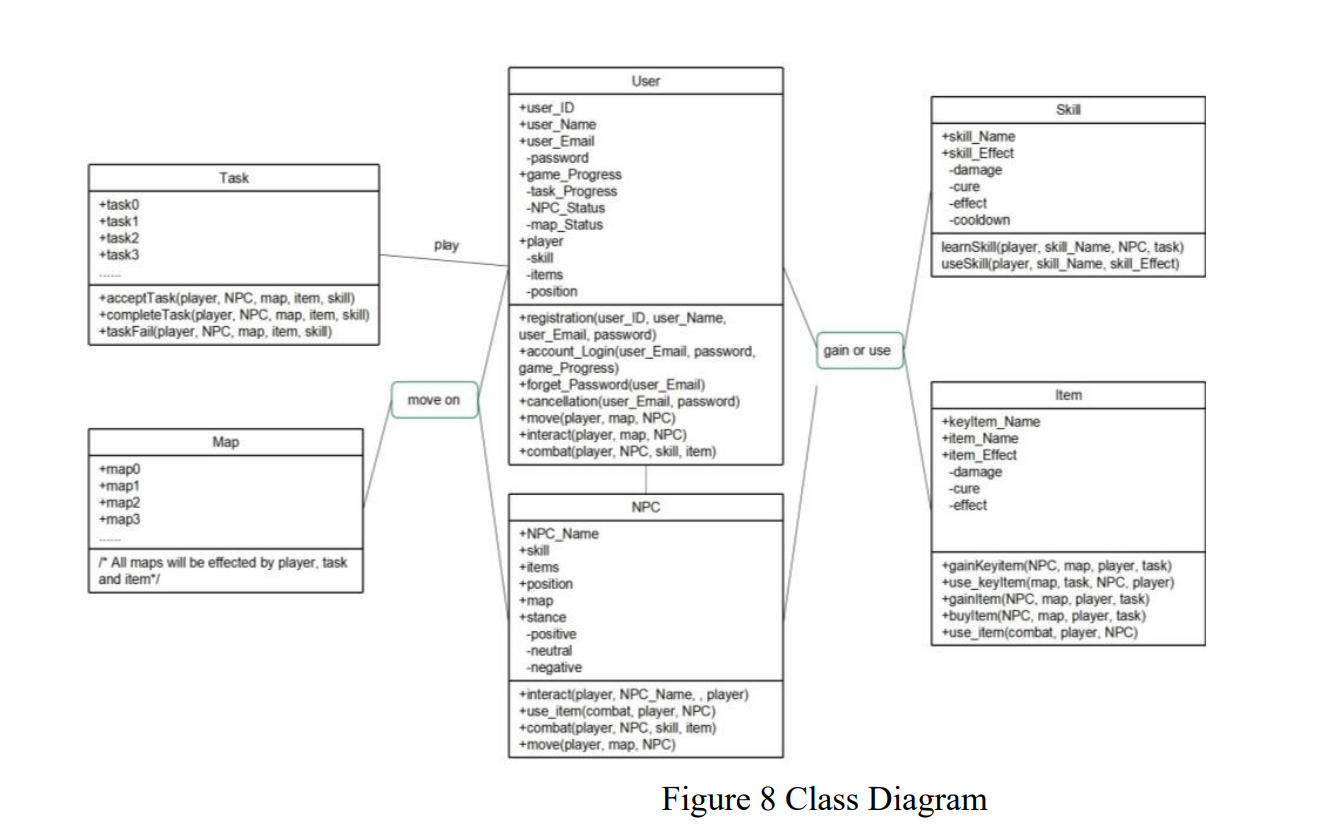 User
+user_ID
+user_Name
+user_Email
-password
+game_Progress
-task_Progress
-NPC_Status
-map_Status
+player
-skill
-items
-position
+registration(user_ID, user_Name,
user_Email, password)
+account_Login(user_Email, password,
game_Progress)
+forget_Password(user_Email)
+cancellation(user_Email, password)
+move(player, map, NPC)
+interact(player, map, NPC)
+combat(player, NPC, skill, item)
Skill
+skill_Name
+skill_Effect
-damage
-cure
-effect
-cooldown
learnSkill(player, skill_Name, NPC, task)
useSkill(player, skill_Name, skill_Effect)
Task
+task0
+task1
+task2
+task3
......
+acceptTask(player, NPC, map, item, skill)
+completeTask(player, NPC, map, item, skill)
+taskFail(player, NPC, map, item, skill)
play
gain or use
move on
Map
+map0
+map1
+map2
+map3
......
/* All maps will be effected by player, task
and item*/
NPC
+NPC_Name
+skill
+items
+position
+map
+stance
-positive
-neutral
-negative
+interact(player, NPC_Name, , player)
+use_item(combat, player, NPC)
+combat(player, NPC, skill, item)
+move(player, map, NPC)
Item
+keyItem_Name
+item_Name
+item_Effect
-damage
-cure
-effect
+gainKeyitem(NPC, map, player, task)
+use_keyItem(map, task, NPC, player)
+gainItem(NPC, map, player, task)
+buyItem(NPC, map, player, task)
+use_item(combat, player, NPC)
Figure 8 Class Diagram